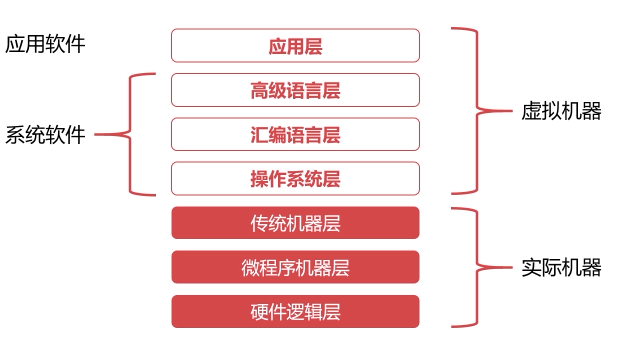 应用软件
应用层
高级语言层
系统软件
汇编语言层
操作系统层
虚拟机器
传统机器层
微程序机器层
硬件逻辑层
实际机器